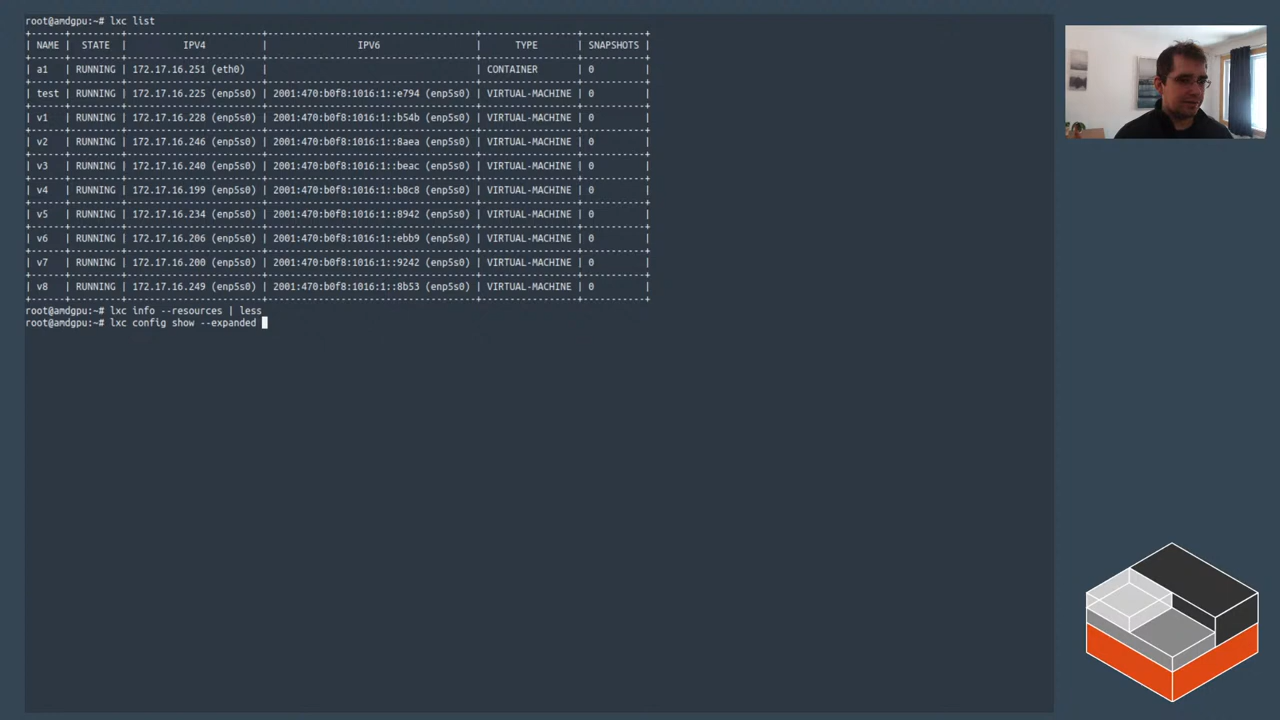 root@amdgpu:~# lxc list
+------+---------+------------------------+-----------------------------------------+-----------------+-----------+
| NAME | STATE | IPV4 | IPV6 | TYPE | SNAPSHOTS |
+------+---------+------------------------+-----------------------------------------+-----------------+-----------+
| a1 | RUNNING | 172.17.16.251 (eth0) | | CONTAINER | 0 |
+------+---------+------------------------+-----------------------------------------+-----------------+-----------+
| test | RUNNING | 172.17.16.225 (enp5s0) | 2001:470:b0f8:1016:1::e794 (enp5s0) | VIRTUAL-MACHINE | 0 |
+------+---------+------------------------+-----------------------------------------+-----------------+-----------+
| v1 | RUNNING | 172.17.16.228 (enp5s0) | 2001:470:b0f8:1016:1::b54b (enp5s0) | VIRTUAL-MACHINE | 0 |
+------+---------+------------------------+-----------------------------------------+-----------------+-----------+
| v2 | RUNNING | 172.17.16.246 (enp5s0) | 2001:470:b0f8:1016:1::8aea (enp5s0) | VIRTUAL-MACHINE | 0 |
+------+---------+------------------------+-----------------------------------------+-----------------+-----------+
| v3 | RUNNING | 172.17.16.240 (enp5s0) | 2001:470:b0f8:1016:1::beac (enp5s0) | VIRTUAL-MACHINE | 0 |
+------+---------+------------------------+-----------------------------------------+-----------------+-----------+
| v4 | RUNNING | 172.17.16.199 (enp5s0) | 2001:470:b0f8:1016:1::b8c8 (enp5s0) | VIRTUAL-MACHINE | 0 |
+------+---------+------------------------+-----------------------------------------+-----------------+-----------+
| v5 | RUNNING | 172.17.16.234 (enp5s0) | 2001:470:b0f8:1016:1::8942 (enp5s0) | VIRTUAL-MACHINE | 0 |
+------+---------+------------------------+-----------------------------------------+-----------------+-----------+
| v6 | RUNNING | 172.17.16.206 (enp5s0) | 2001:470:b0f8:1016:1::ebb9 (enp5s0) | VIRTUAL-MACHINE | 0 |
+------+---------+------------------------+-----------------------------------------+-----------------+-----------+
| v7 | RUNNING | 172.17.16.200 (enp5s0) | 2001:470:b0f8:1016:1::9242 (enp5s0) | VIRTUAL-MACHINE | 0 |
+------+---------+------------------------+-----------------------------------------+-----------------+-----------+
| v8 | RUNNING | 172.17.16.249 (enp5s0) | 2001:470:b0f8:1016:1::8b53 (enp5s0) | VIRTUAL-MACHINE | 0 |
+------+---------+------------------------+-----------------------------------------+-----------------+-----------+
root@amdgpu:~# lxc info --resources | less
root@amdgpu:~# lxc config show --expanded